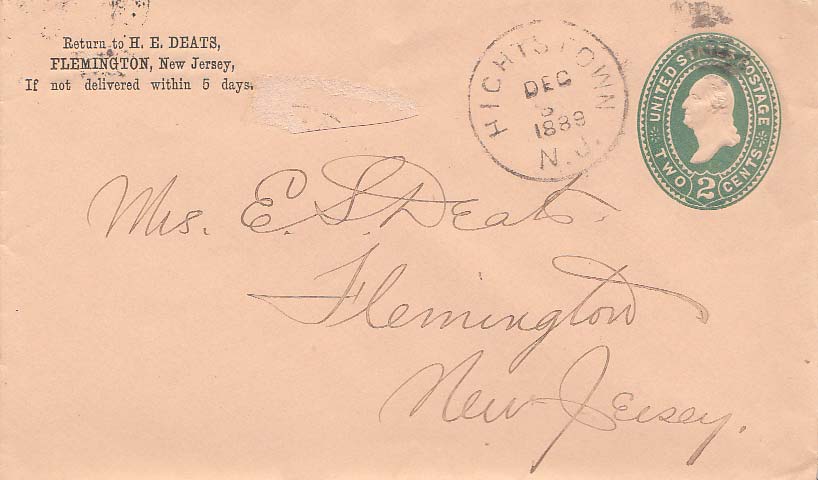 Return to H. E. DEATS,
FLEMINGTON, New Jersey,
If not delivered within 5 days.
HIGHTSTOWN
DEC
5
1889
N.J.
UNITED STATES POSTAGE
TWO 2 CENTS
Mrs. E. S. Deats.
Flemington
New Jersey.